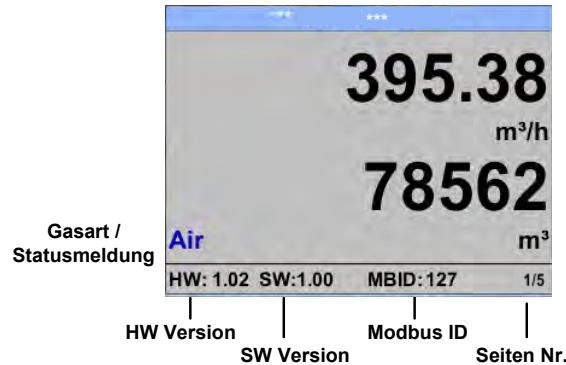 *** ***
395.38
m³/h
78562
Gasart /
Statusmeldung
Air m³
HW: 1.02 SW:1.00 MBID:127 1/5
HW Version Modbus ID
SW Version Seiten Nr.